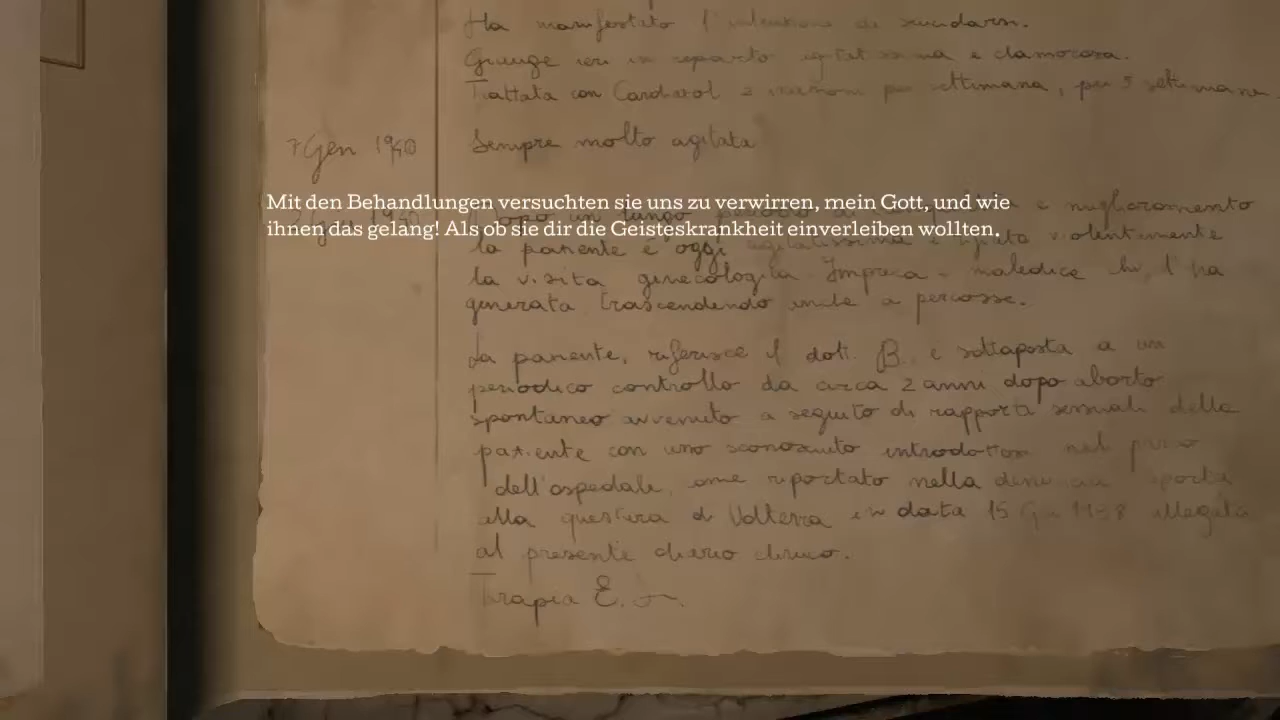 Ha manifestato l'intenzione di suicidarsi.
Giunge ieri in reparto agitatissima e clamorosa.
Trattata con Cardiazol 2 per settimana, per 5 settimane
7 Gen 1940 Sempre molto agitata
Mit den Behandlungen versuchten sie uns zu verwirren, mein Gott, und wie
ihnen das gelang! Als ob sie dir die Geisteskrankheit einverleiben wollten.
1940 Dopo un lungo periodo di e miglioramento
la paziente è oggi agitatissima e rifiuta violentemente
la visita ginecologica. Impreca e maledice chi l'ha
generata trascendendo anche a percosse.
La paziente, riferisce il dott. B. è sottoposta a un
periodico controllo da circa 2 anni dopo aborto
spontaneo avvenuto a seguito di rapporti sessuali della
paziente con uno sconosciuto introdottosi nel
dell'ospedale, come riportato nella denuncia sporta
alla questura di Volterra in data 15 allegata
al presente diario clinico.
Terapia E.